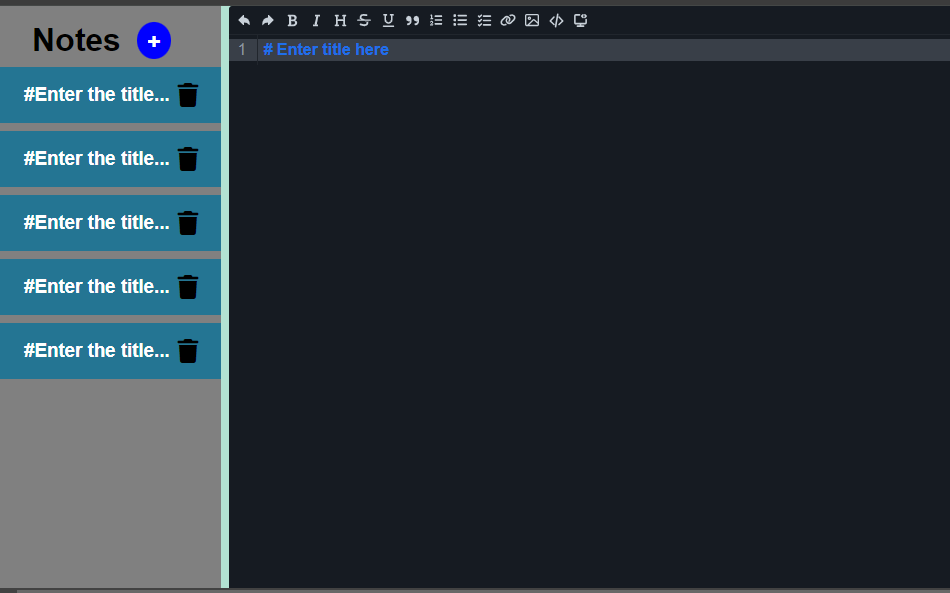 Notes +
#Enter the title...
#Enter the title...
#Enter the title...
#Enter the title...
#Enter the title...
B I H S U
1 # Enter title here